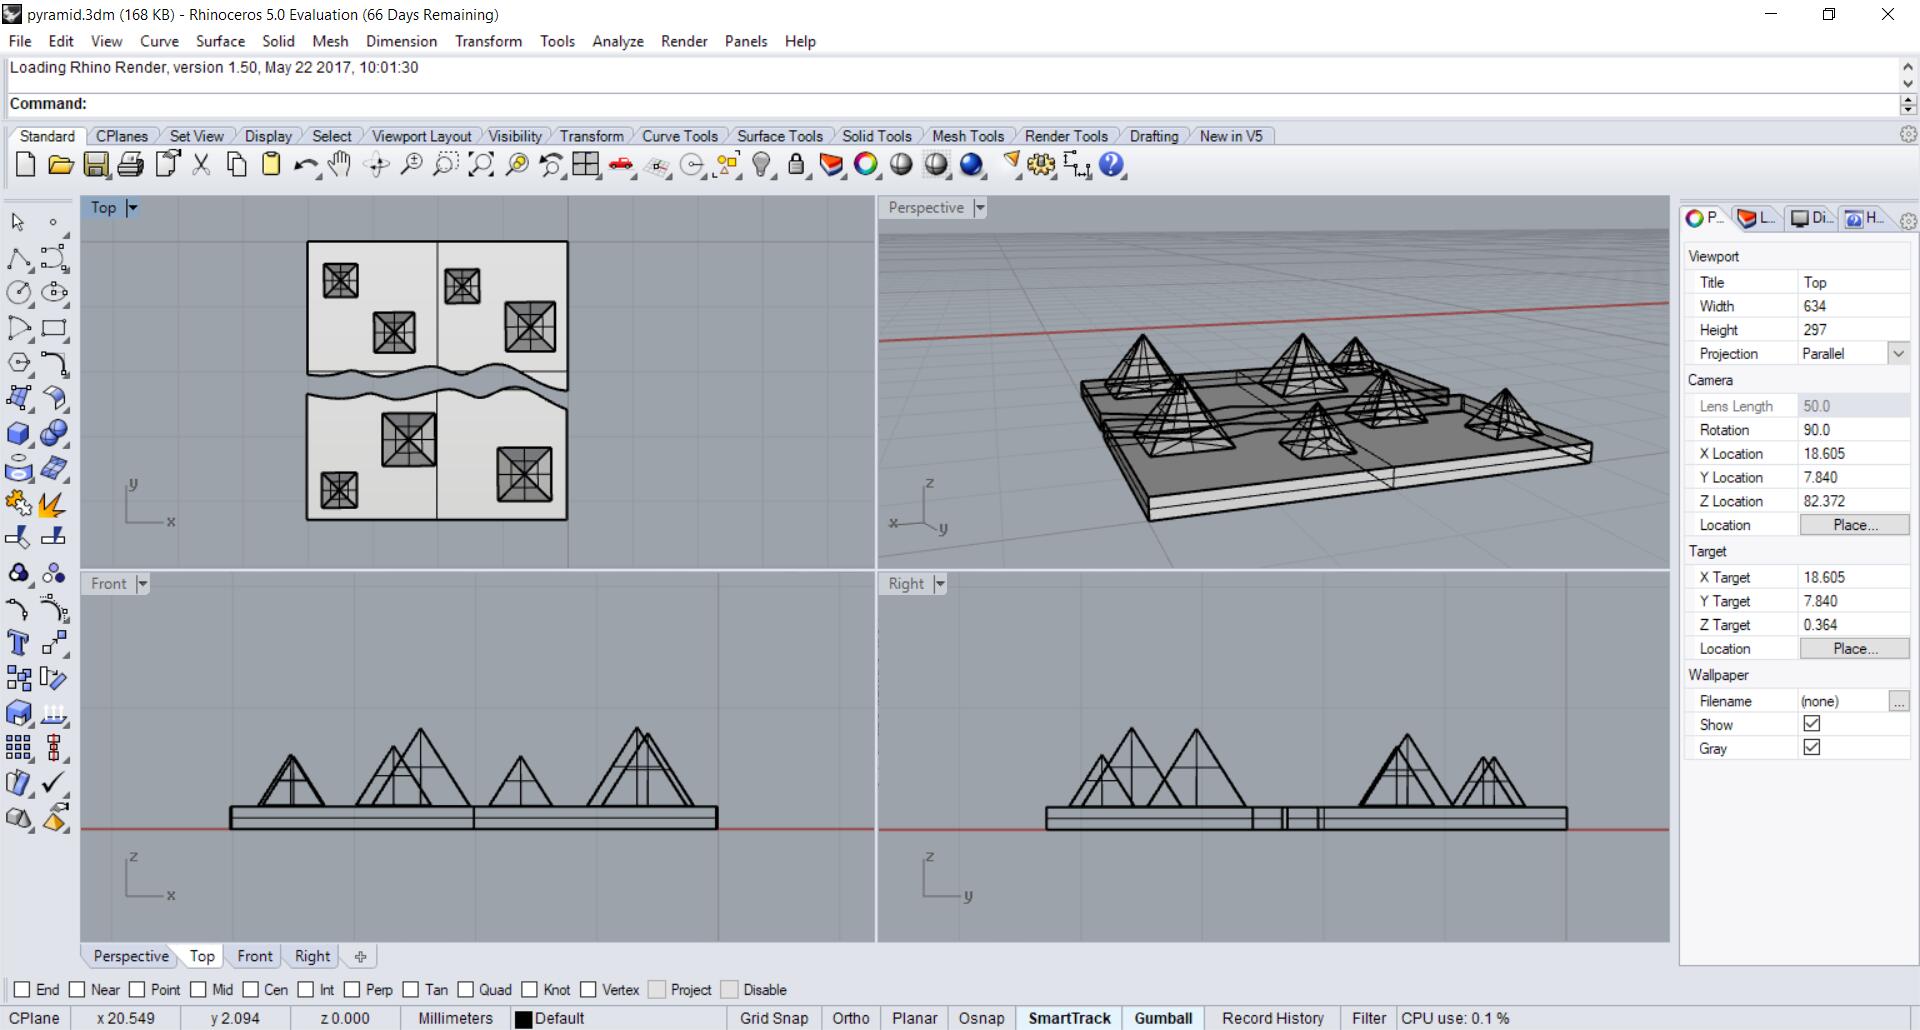 pyramid.3dm (168 KB) - Rhinoceros 5.0 Evaluation (66 Days Remaining)
File Edit View Curve Surface Solid Mesh Dimension Transform Tools Analyze Render Panels Help
Loading Rhino Render, version 1.50, May 22 2017, 10:01:30
Command:
Standard CPlanes Set View Display Select Viewport Layout Visibility Transform Curve Tools Surface Tools Solid Tools Mesh Tools Render Tools Drafting New in V5
Top
y
x
Perspective
z
x
y
Front
z
x
Right
z
y
P... L... Di... H...
Viewport
Title Top
Width 634
Height 297
Projection Parallel
Camera
Lens Length 50.0
Rotation 90.0
X Location 18.605
Y Location 7.840
Z Location 82.372
Location Place...
Target
X Target 18.605
Y Target 7.840
Z Target 0.364
Location Place...
Wallpaper
Filename (none) ...
Show
Gray
Perspective Top Front Right
End Near Point Mid Cen Int Perp Tan Quad Knot Vertex Project Disable
CPlane x 20.549 y 2.094 z 0.000 Millimeters Default Grid Snap Ortho Planar Osnap SmartTrack Gumball Record History Filter CPU use: 0.1 %